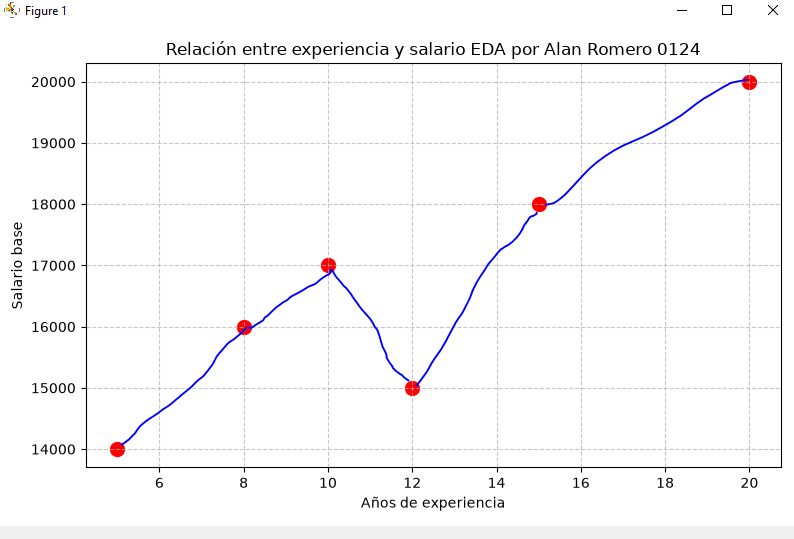 Figure 1
Relación entre experiencia y salario EDA por Alan Romero 0124
20000
19000
18000
17000
16000
15000
14000
Salario base
6 8 10 12 14 16 18 20
Años de experiencia